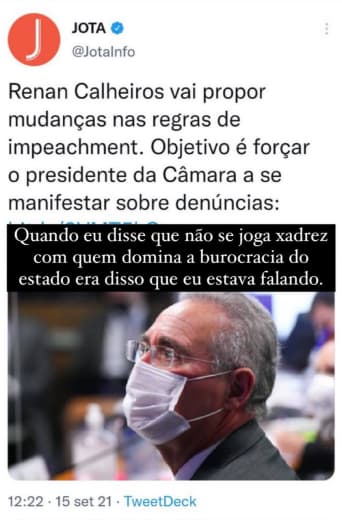 JOTA
@JotaInfo
Renan Calheiros vai propor
mudanças nas regras de
impeachment. Objetivo é forçar
o presidente da Câmara a se
manifestar sobre denúncias:
Quando eu disse que não se joga xadrez
com quem domina a burocracia do
estado era disso que eu estava falando.
12:22 · 15 set 21 · TweetDeck